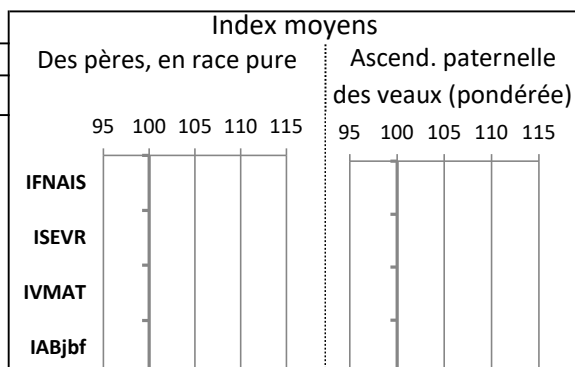 Index moyens
Des pères, en race pure
Ascend. paternelle
des veaux (pondérée)
95 100 105 110 115
95 100 105 110 115
IFNAIS
ISEVR
IVMAT
IABjbf